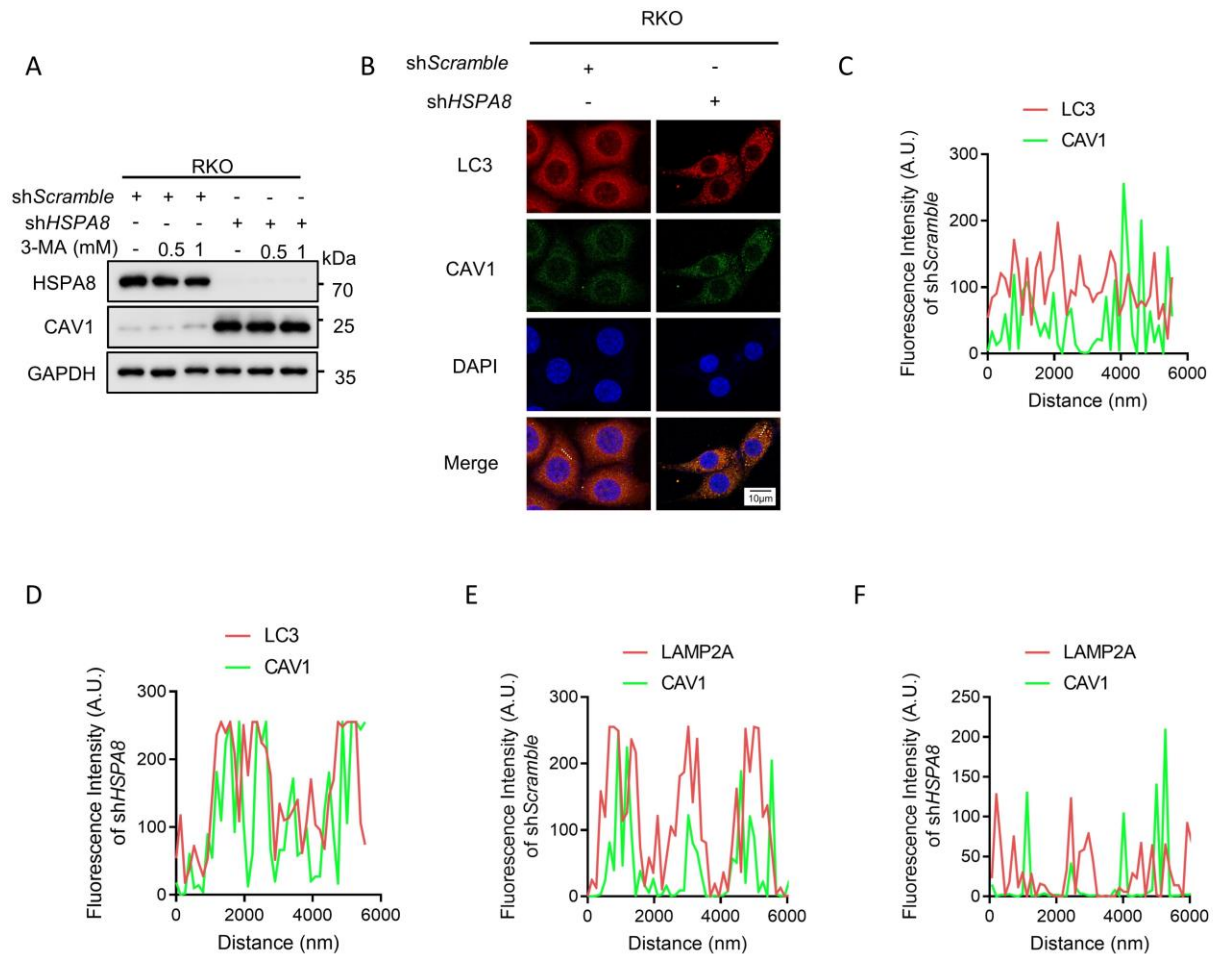 A
RKO
shScramble + + + - - -
shHSPA8 - - - + + +
3-MA (mM) - 0.5 1 - 0.5 1
kDa
HSPA8
70
CAV1
25
GAPDH
35
B
RKO
shScramble + -
shHSPA8 - +
LC3
CAV1
DAPI
Merge
10μm
C
LC3
CAV1
Fluorescence Intensity (A.U.)
of shScramble
300
200
100
0
0 2000 4000 6000
Distance (nm)
D
LC3
CAV1
Fluorescence Intensity (A.U.)
of shHSPA8
300
200
100
0
0 2000 4000 6000
Distance (nm)
E
LAMP2A
CAV1
Fluorescence Intensity (A.U.)
of shScramble
300
200
100
0
0 2000 4000 6000
Distance (nm)
F
LAMP2A
CAV1
Fluorescence Intensity (A.U.)
of shHSPA8
250
200
150
100
50
0
0 2000 4000 6000
Distance (nm)